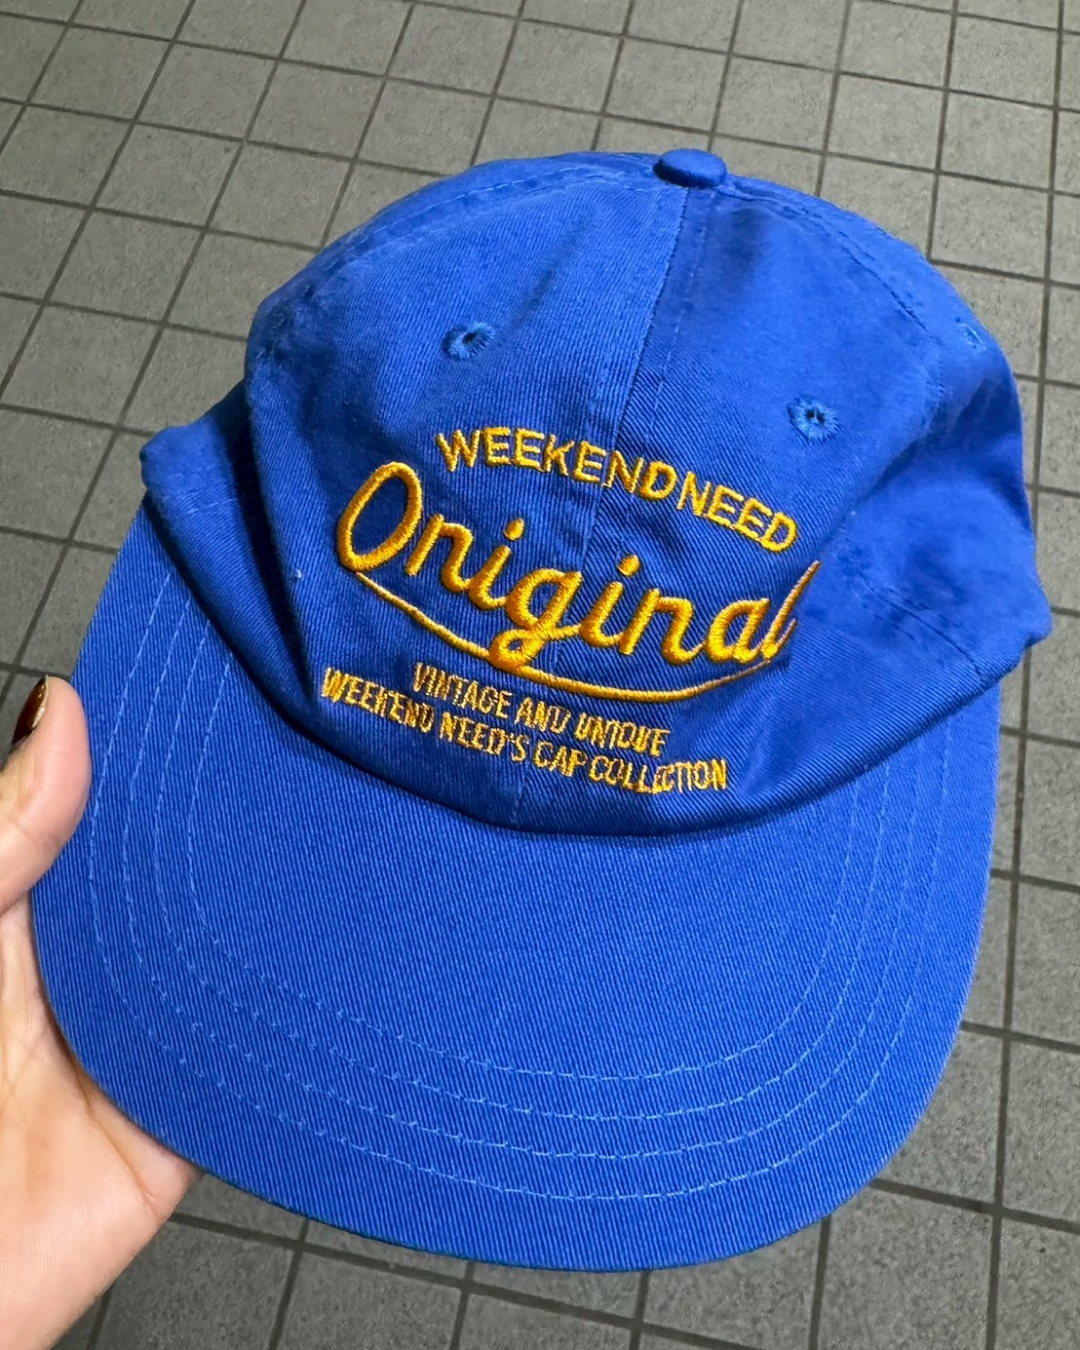 WEEKENDNEED
Original
VINTAGE AND UNIQUE
WEEKEND NEED'S CAP COLLECTION